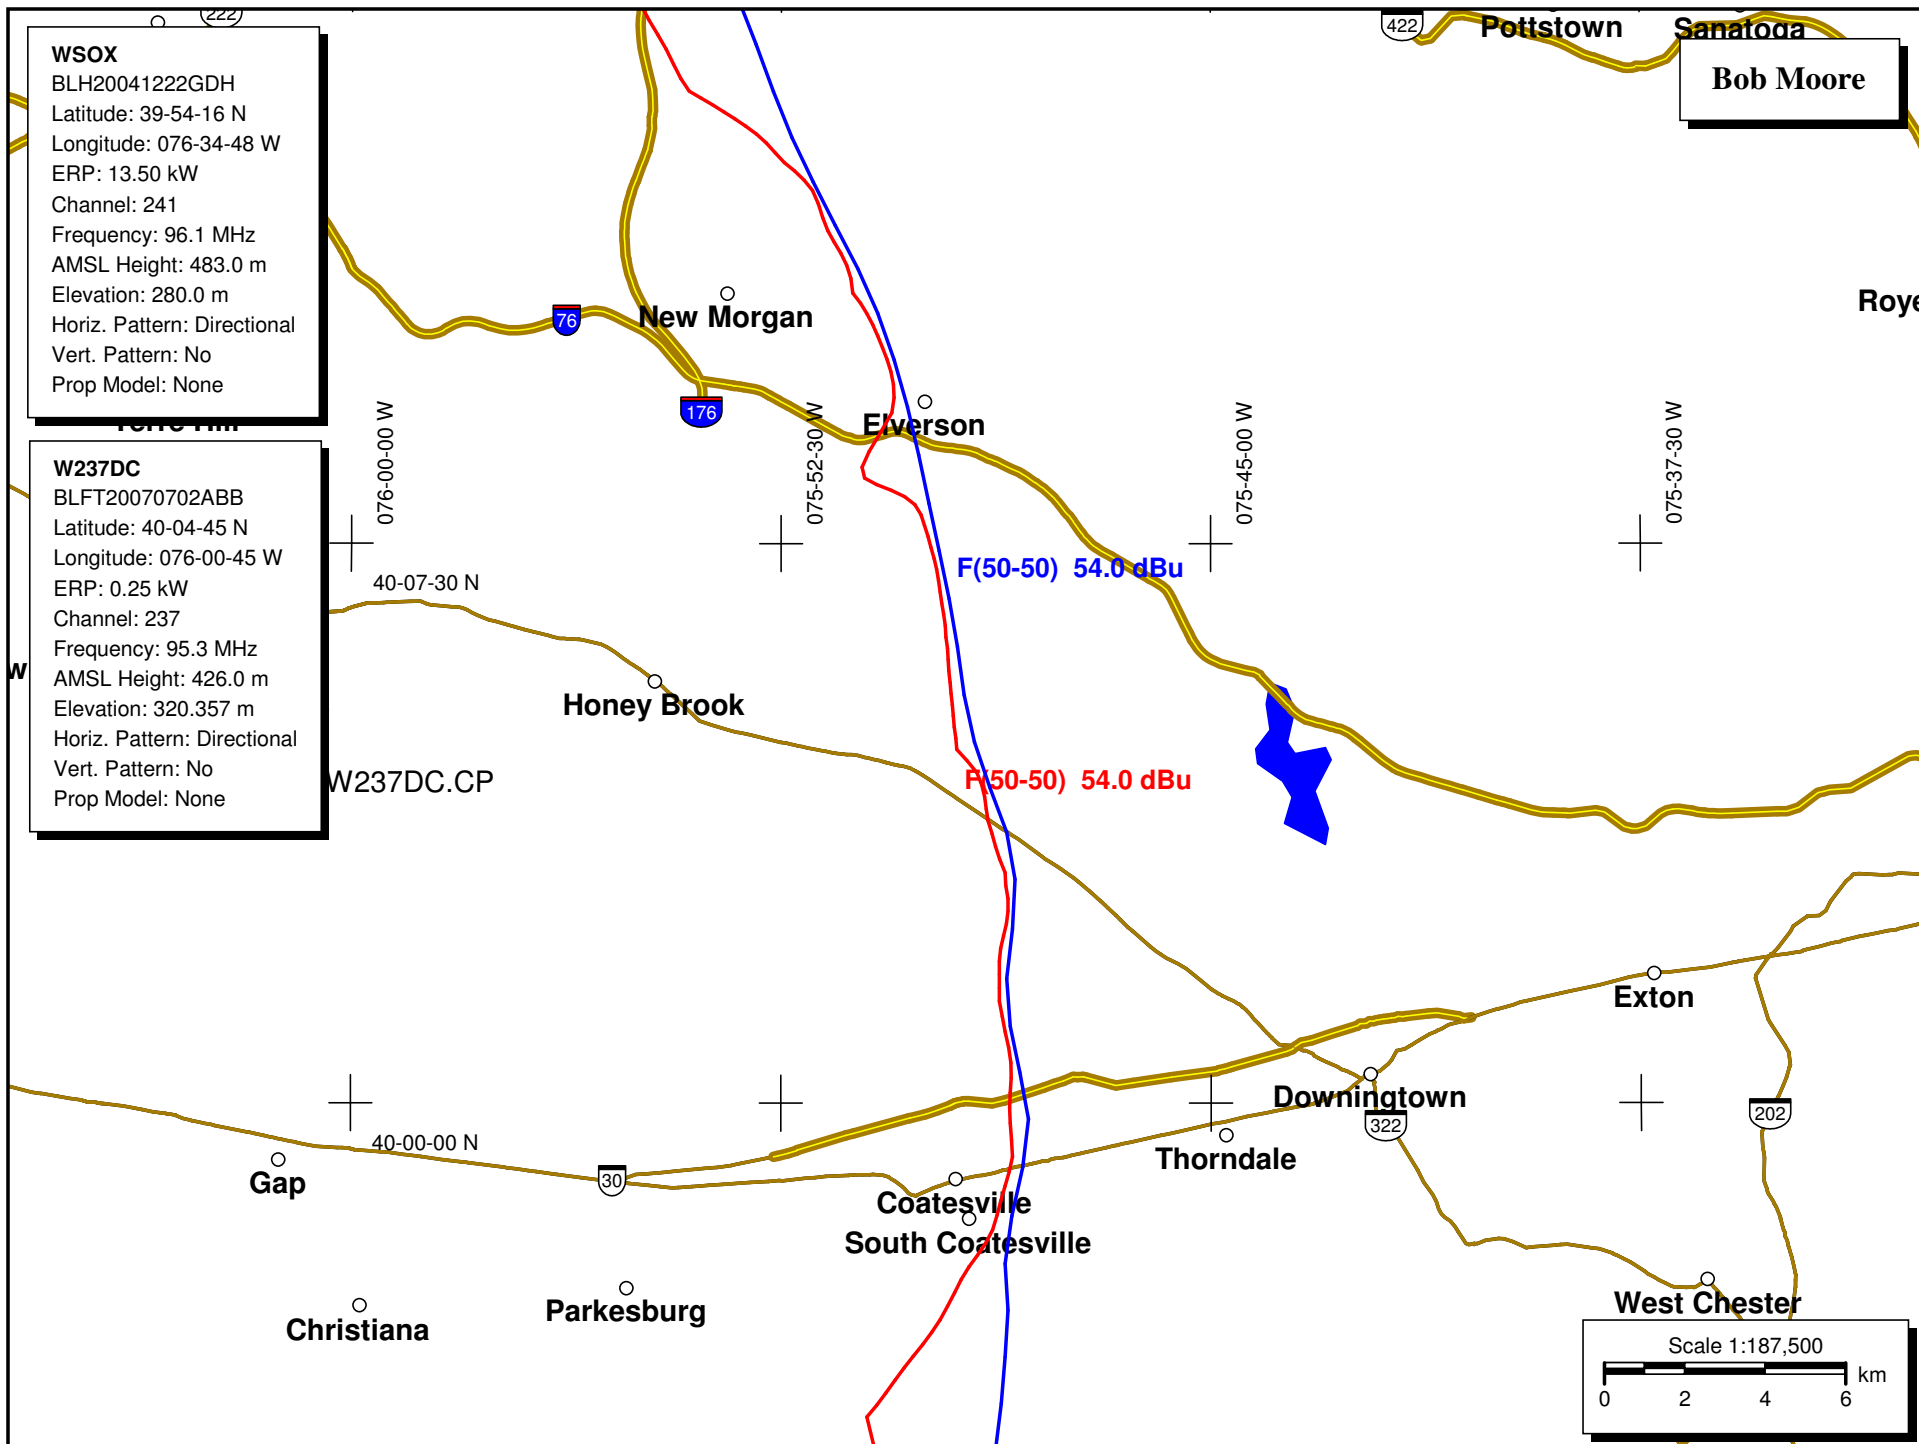 222
422
Pottstown
Sanatoga
Bob Moore
WSOX
BLH20041222GDH
Latitude: 39-54-16 N
Longitude: 076-34-48 W
ERP: 13.50 kW
Channel: 241
Frequency: 96.1 MHz
AMSL Height: 483.0 m
Elevation: 280.0 m
Horiz. Pattern: Directional
Vert. Pattern: No
Prop Model: None
New Morgan
76
176
Roye
Elverson
076-00-00 W
075-52-30 W
075-45-00 W
075-37-30 W
W237DC
BLFT20070702ABB
Latitude: 40-04-45 N
Longitude: 076-00-45 W
ERP: 0.25 kW
Channel: 237
Frequency: 95.3 MHz
AMSL Height: 426.0 m
Elevation: 320.357 m
Horiz. Pattern: Directional
Vert. Pattern: No
Prop Model: None
w
F(50-50) 54.0 dBu
40-07-30 N
Honey Brook
W237DC.CP
F(50-50) 54.0 dBu
Exton
Downingtown
322
202
40-00-00 N
Thorndale
Gap
30
Coatesville
South Coatesville
Parkesburg
Christiana
West Chester
Scale 1:187,500
km
0 2 4 6